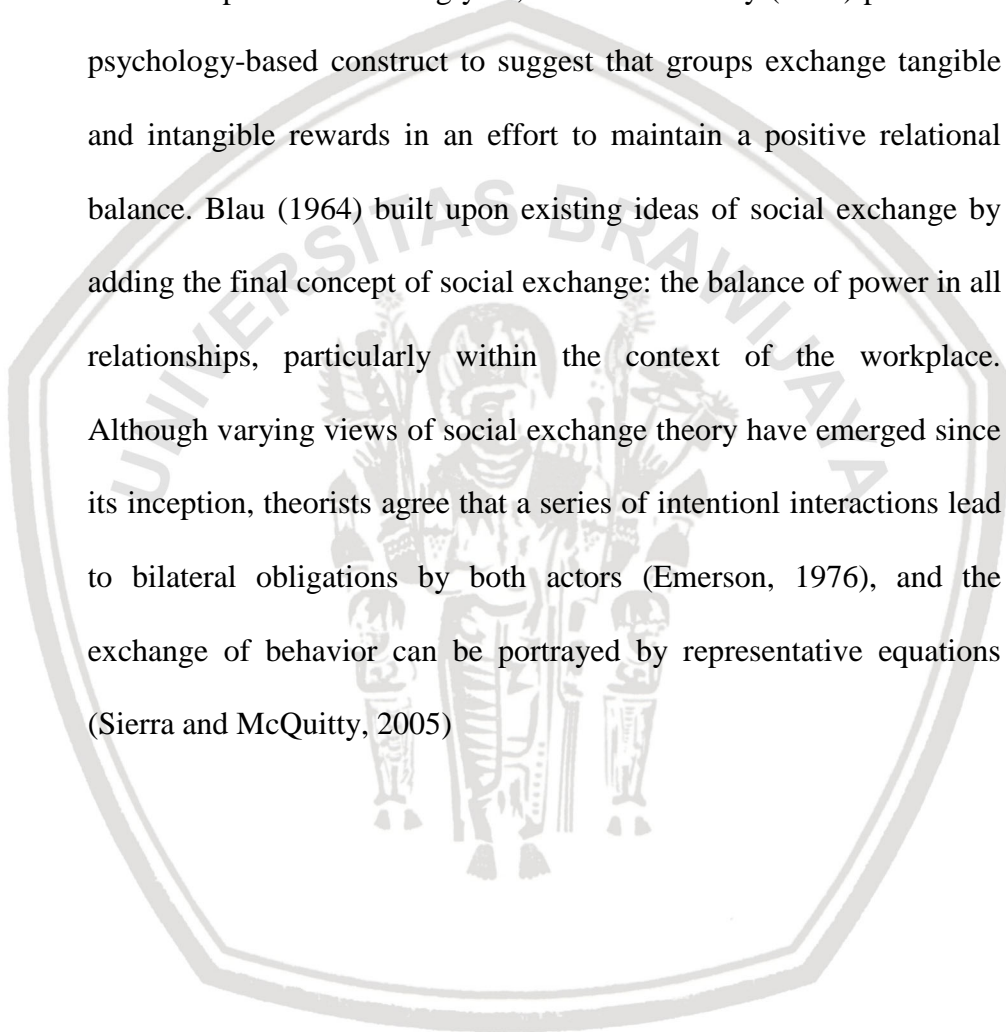 psychology-based construct to suggest that groups exchange tangible
and intangible rewards in an effort to maintain a positive relational
balance. Blau (1964) built upon existing ideas of social exchange by
adding the final concept of social exchange: the balance of power in all
relationships, particularly within the context of the workplace.
Although varying views of social exchange theory have emerged since
its inception, theorists agree that a series of intentionl interactions lead
to bilateral obligations by both actors (Emerson, 1976), and the
exchange of behavior can be portrayed by representative equations
(Sierra and McQuitty, 2005)
UNIVERSITAS BRAWIJAYA